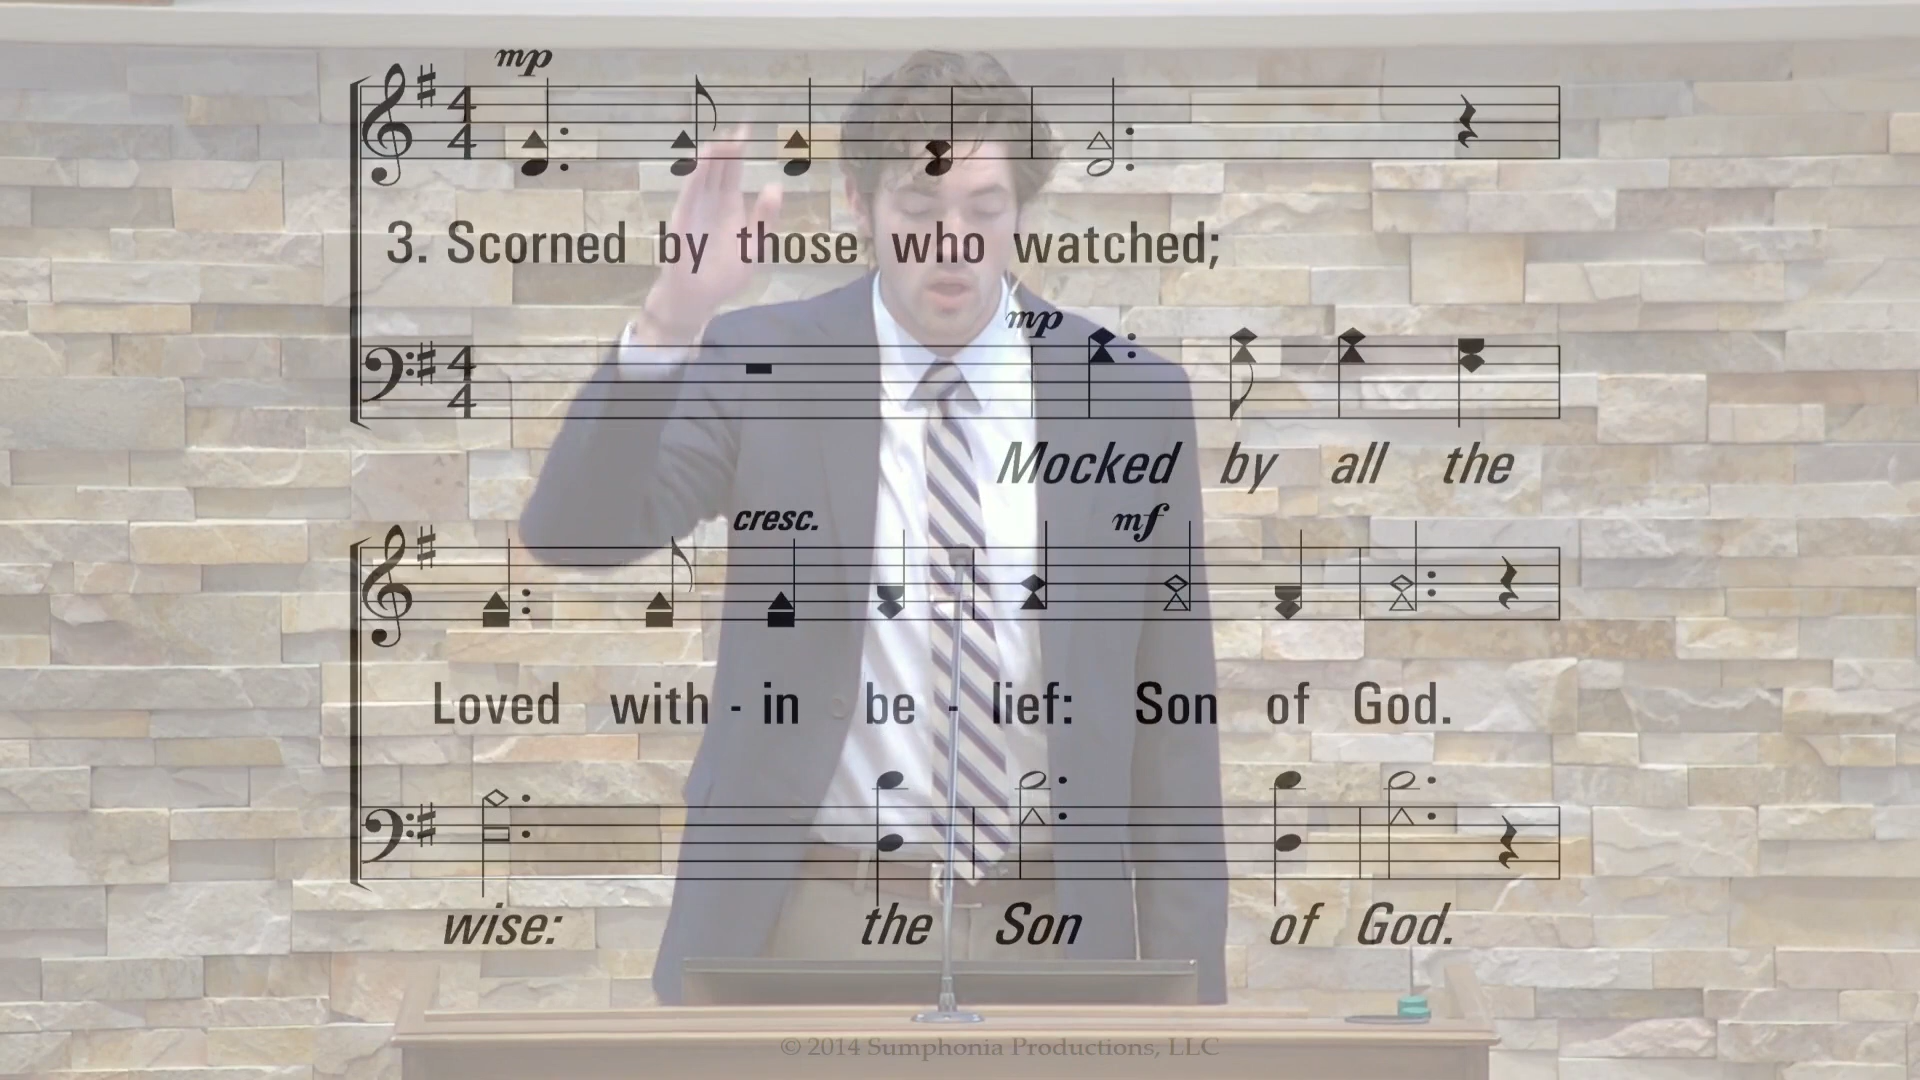 mp
3. Scorned by those who watched;
mp
Mocked by all the
cresc. mf
Loved with - in be - lief: Son of God.
wise: the Son of God.
© 2014 Sumphonia Productions, LLC